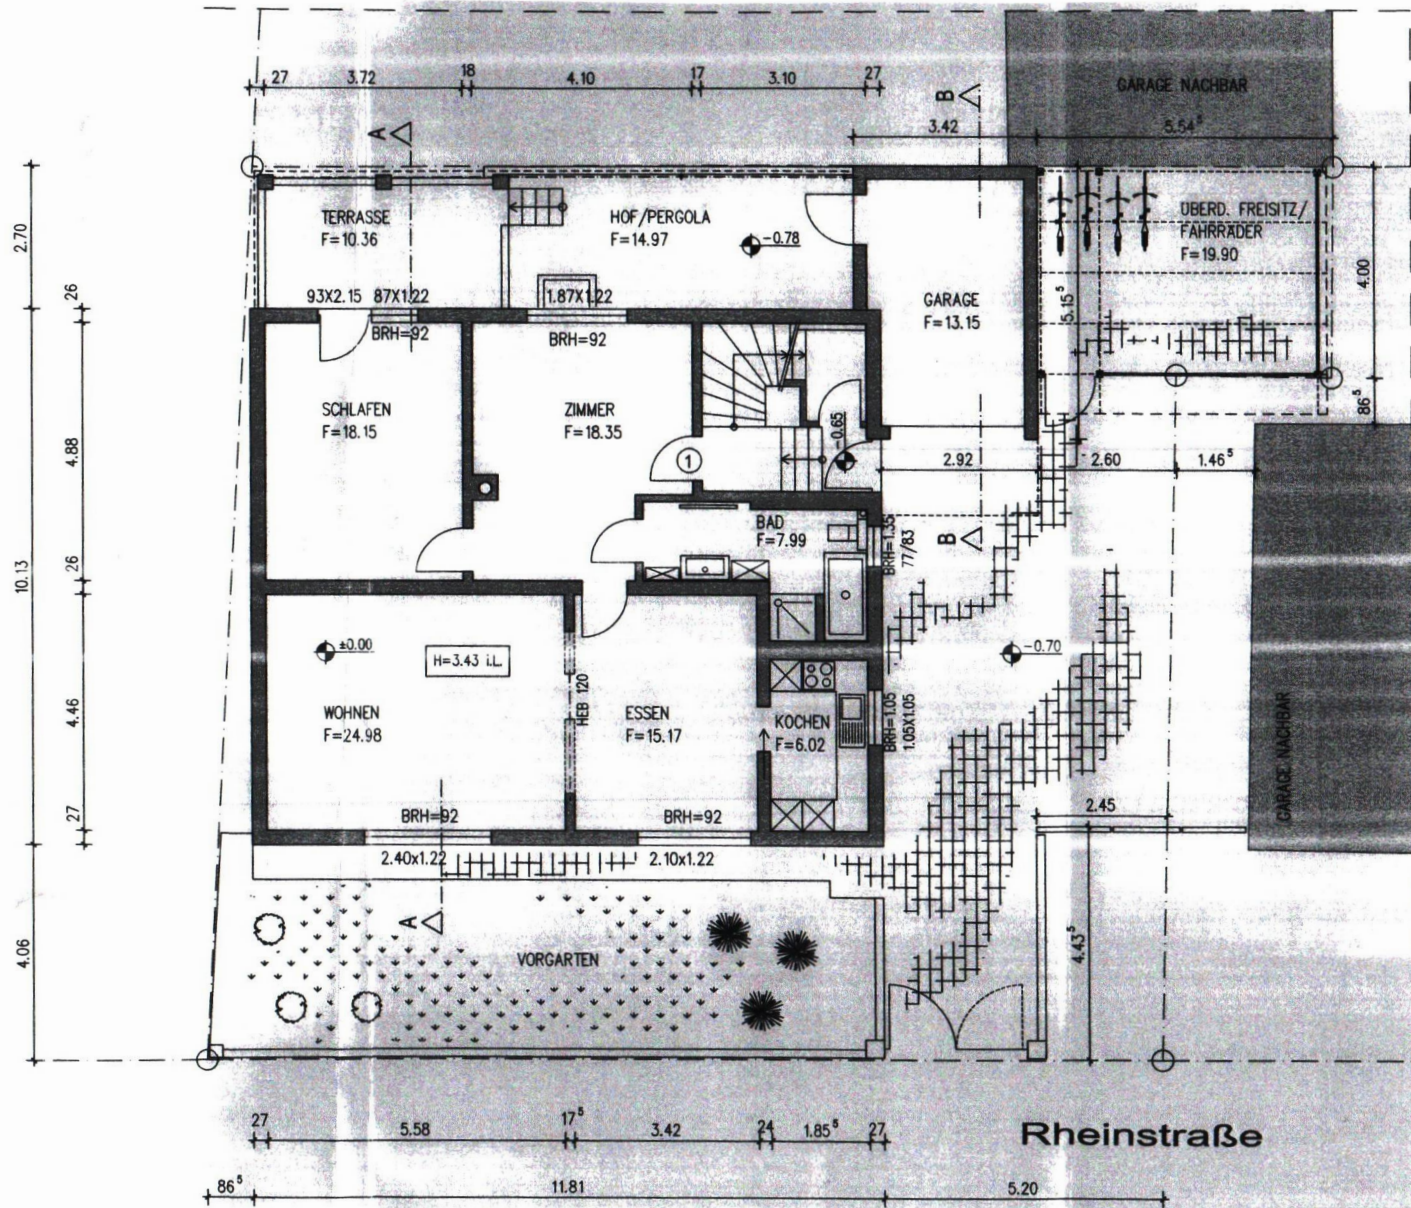 27 3.72 18 4.10 17 3.10 27
GARAGE NACHBAR
A
B
3.42 5.54⁵
TERRASSE
F=10.36
HOF/PERGOLA
F=14.97
-0.78
ÜBERD. FREISITZ/
FAHRRÄDER
F=19.90
2.70
26
4.00
5.15⁵
GARAGE
F=13.15
93X2.15 87X1.22
BRH=92
1.87X1.22
BRH=92
86⁵
SCHLAFEN
F=18.15
ZIMMER
F=18.35
-0.65
1
4.88
2.92 2.60 1.46⁵
BAD
F=7.99
BRH=1.35
77/83
B
10.13
26
±0.00
H=3.43 i.L.
-0.70
HEB 120
WOHNEN
F=24.98
ESSEN
F=15.17
KOCHEN
F=6.02
BRH=1.05
1.05X1.05
4.46
GARAGE NACHBAR
27
BRH=92
BRH=92
2.45
2.40x1.22
2.10x1.22
A
4.06
VORGARTEN
4.43⁵
27 5.58 17⁵ 3.42 24 1.85⁵ 27
Rheinstraße
86⁵ 11.81 5.20